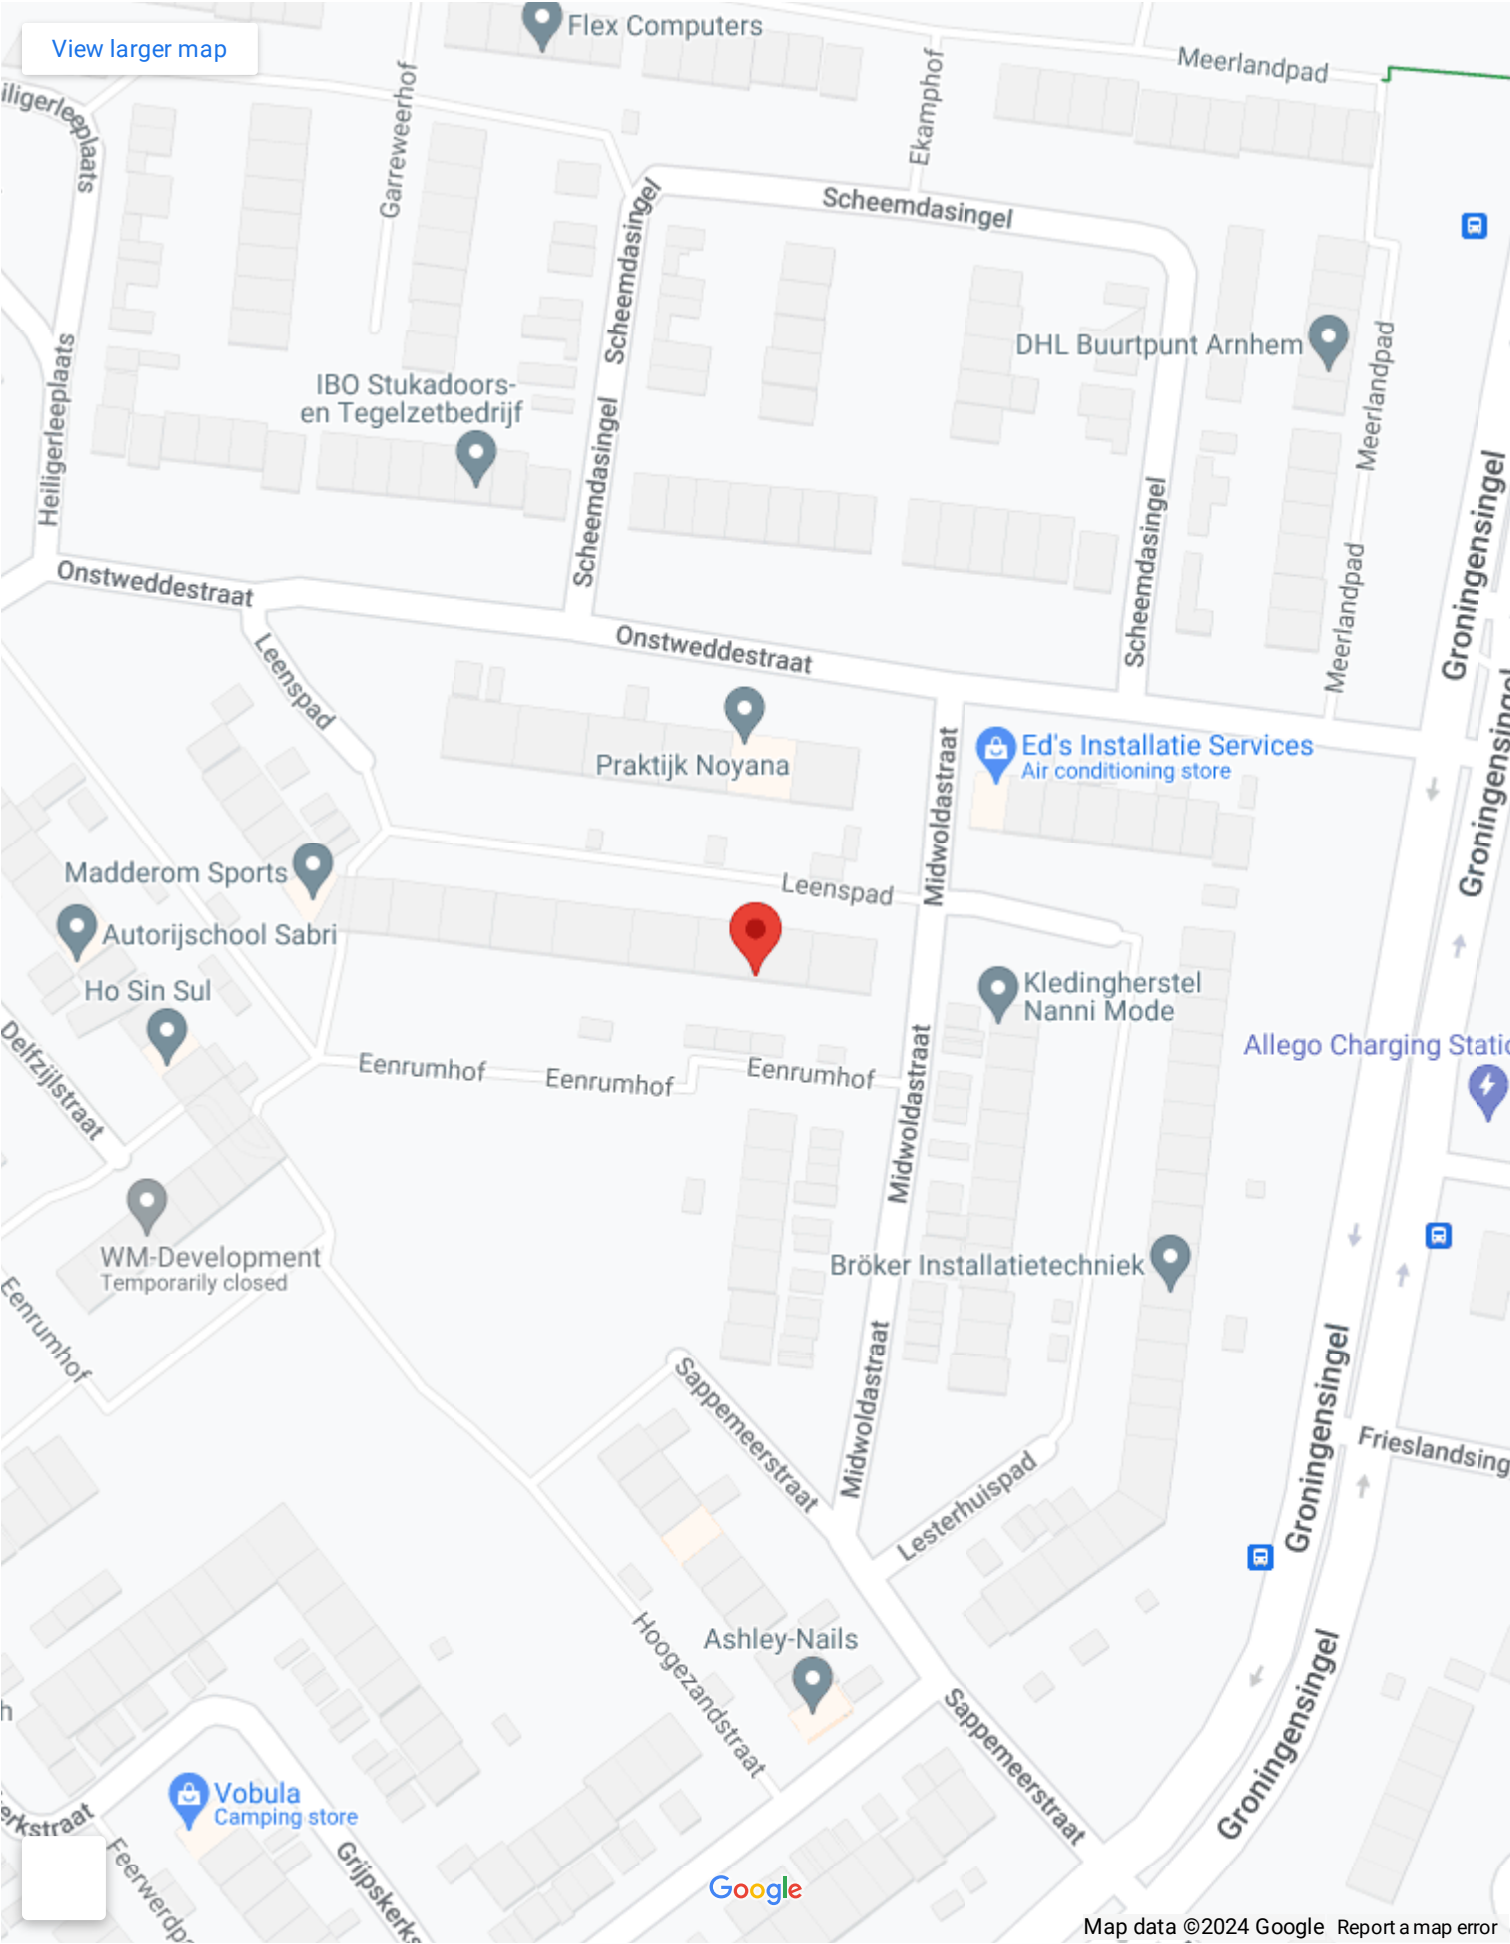 View larger map
Flex Computers
Meerlandpad
iligerleeplaats
Garreweerhof
Ekamphof
Scheemdasingel
Scheemdasingel
DHL Buurtpunt Arnhem
Meerlandpad
Heiligerleeplaats
IBO Stukadoors-
en Tegelzetbedrijf
Scheemdasingel
Scheemdasingel
Groningensingel
Meerlandpad
Onstweddestraat
Onstweddestraat
Leenspad
Praktijk Noyana
Midwoldastraat
Ed's Installatie Services
Air conditioning store
Groningensingel
Madderom Sports
Leenspad
Autorijschool Sabri
Ho Sin Sul
Kledingherstel
Nanni Mode
Delfzijlstraat
Eenrumhof
Eenrumhof
Eenrumhof
Midwoldastraat
Allego Charging Static
WM-Development
Temporarily closed
Bröker Installatietechniek
Eenrumhof
Sappemeerstraat
Midwoldastraat
Lesterhuispad
Groningensingel
Frieslandsing
Hoogezandstraat
Ashley-Nails
Sappemeerstraat
Groningensingel
h
Vobula
Camping store
erkstraat
Feerwerdpa
Grijpskerks
Google
Map data ©2024 Google
Report a map error